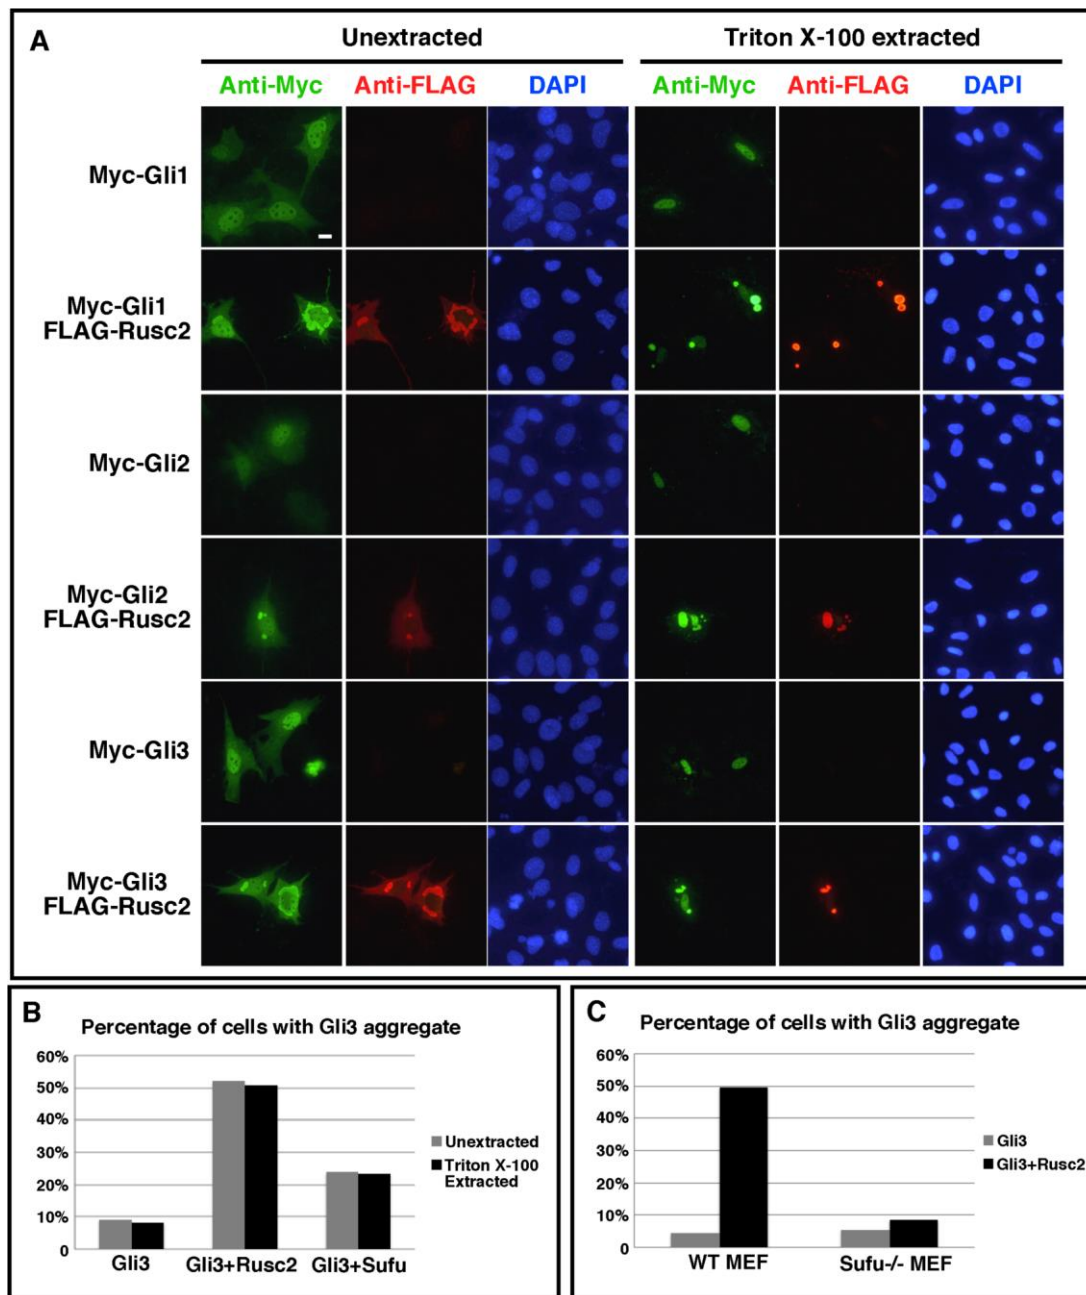 A
Unextracted
Triton X-100 extracted
Anti-Myc
Anti-FLAG
DAPI
Anti-Myc
Anti-FLAG
DAPI
Myc-Gli1
Myc-Gli1
FLAG-Rusc2
Myc-Gli2
Myc-Gli2
FLAG-Rusc2
Myc-Gli3
Myc-Gli3
FLAG-Rusc2
B
Percentage of cells with Gli3 aggregate
60%
50%
40%
30%
20%
10%
0
Gli3
Gli3+Rusc2
Gli3+Sufu
Unextracted
Triton X-100
Extracted
C
Percentage of cells with Gli3 aggregate
60%
50%
40%
30%
20%
10%
0
WT MEF
Sufu-/- MEF
Gli3
Gli3+Rusc2